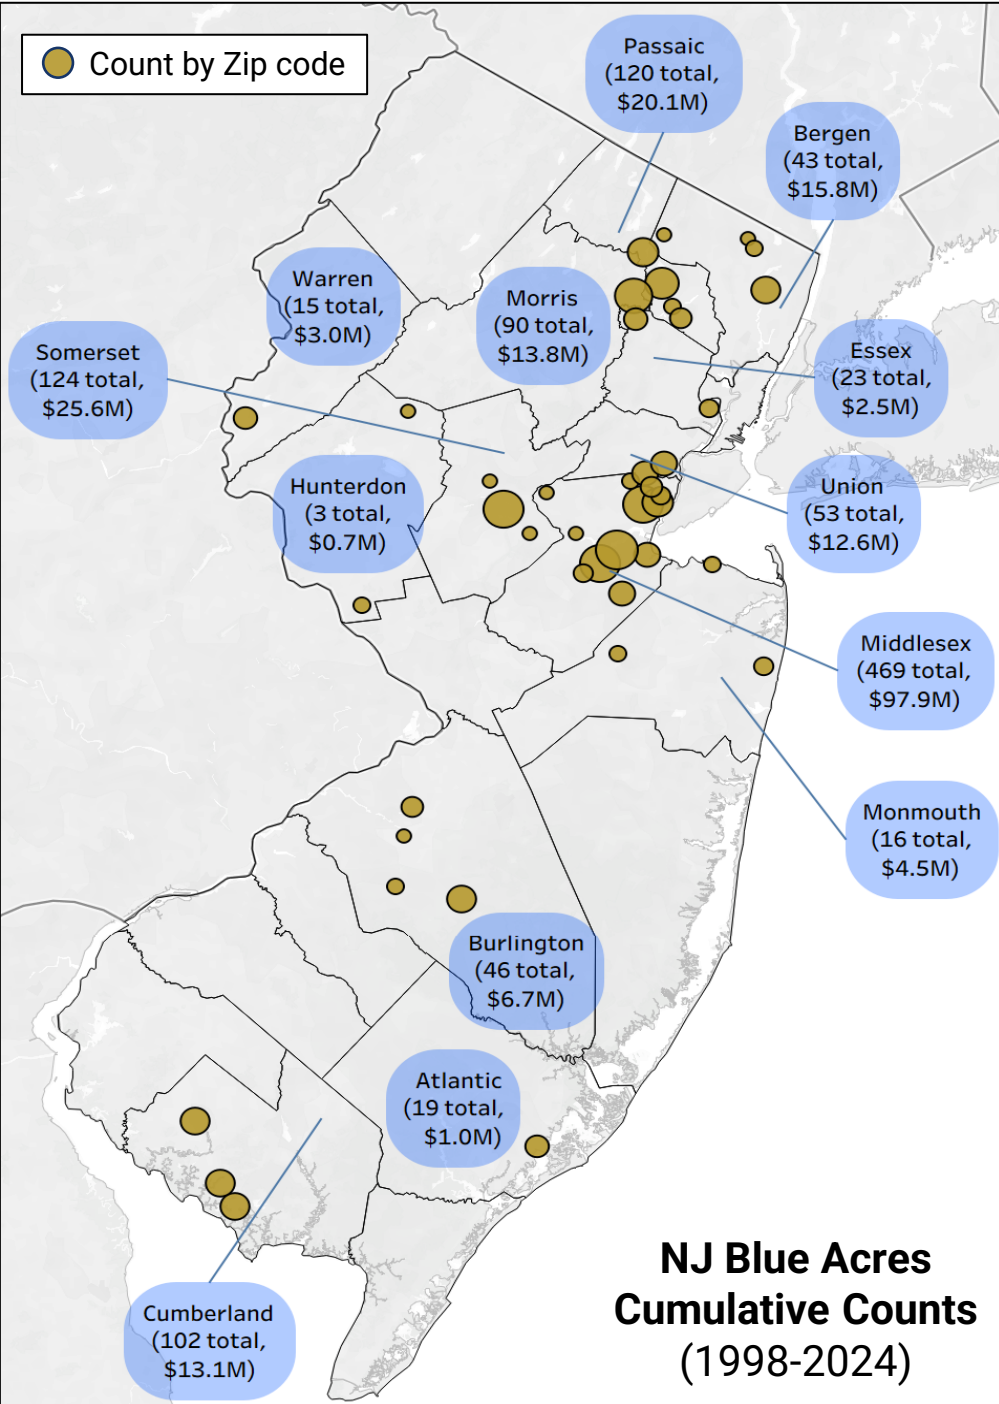 Count by Zip code
Passaic
(120 total,
$20.1M)
Bergen
(43 total,
$15.8M)
Warren
(15 total,
$3.0M)
Morris
(90 total,
$13.8M)
Somerset
(124 total,
$25.6M)
Essex
(23 total,
$2.5M)
Hunterdon
(3 total,
$0.7M)
Union
(53 total,
$12.6M)
Middlesex
(469 total,
$97.9M)
Monmouth
(16 total,
$4.5M)
Burlington
(46 total,
$6.7M)
Atlantic
(19 total,
$1.0M)
Cumberland
(102 total,
$13.1M)
NJ Blue Acres
Cumulative Counts
(1998-2024)